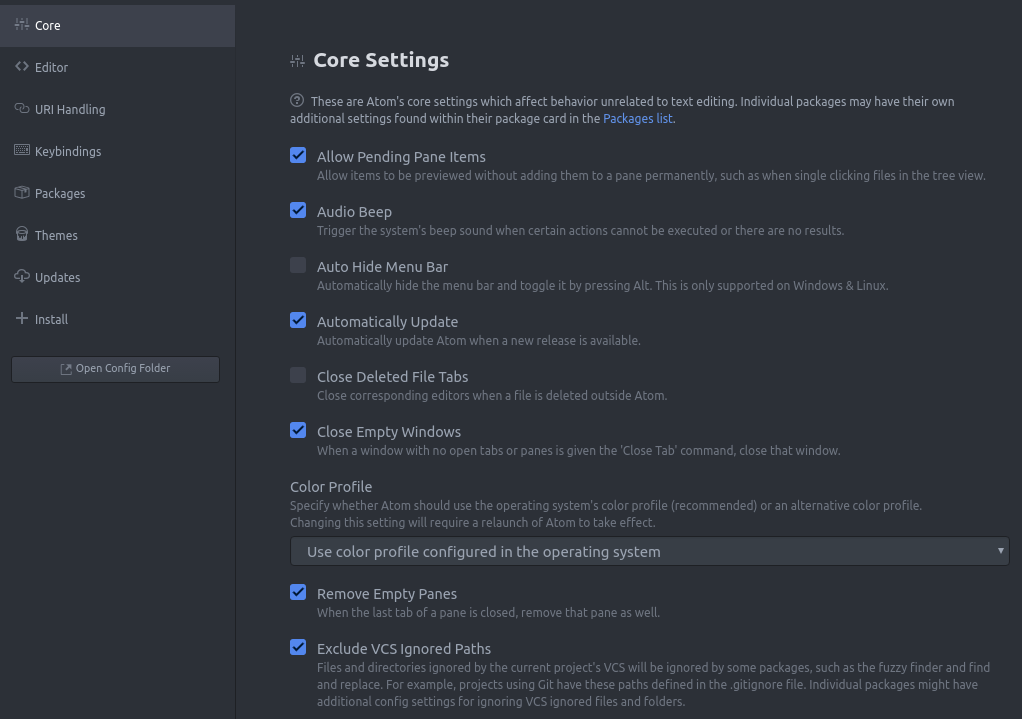 Core
Editor
URI Handling
Keybindings
Packages
Themes
Updates
Install
Open Config Folder
Core Settings
These are Atom's core settings which affect behavior unrelated to text editing. Individual packages may have their own
additional settings found within their package card in the Packages list.
Allow Pending Pane Items
Allow items to be previewed without adding them to a pane permanently, such as when single clicking files in the tree view.
Audio Beep
Trigger the system's beep sound when certain actions cannot be executed or there are no results.
Auto Hide Menu Bar
Automatically hide the menu bar and toggle it by pressing Alt. This is only supported on Windows & Linux.
Automatically Update
Automatically update Atom when a new release is available.
Close Deleted File Tabs
Close corresponding editors when a file is deleted outside Atom.
Close Empty Windows
When a window with no open tabs or panes is given the 'Close Tab' command, close that window.
Color Profile
Specify whether Atom should use the operating system's color profile (recommended) or an alternative color profile.
Changing this setting will require a relaunch of Atom to take effect.
Use color profile configured in the operating system
Remove Empty Panes
When the last tab of a pane is closed, remove that pane as well.
Exclude VCS Ignored Paths
Files and directories ignored by the current project's VCS will be ignored by some packages, such as the fuzzy finder and find
and replace. For example, projects using Git have these paths defined in the .gitignore file. Individual packages might have
additional config settings for ignoring VCS ignored files and folders.